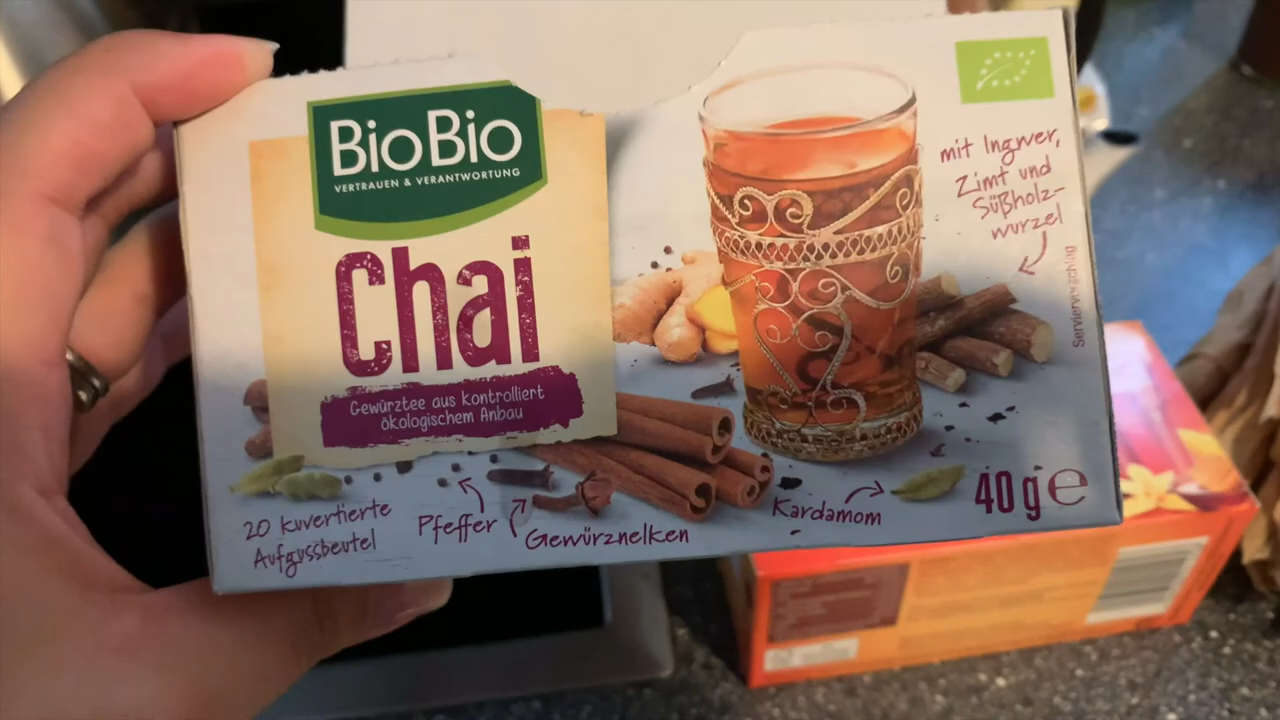 BioBio
VERTRAUEN & VERANTWORTUNG
Chai
Gewürztee aus kontrolliert
ökologischem Anbau
mit Ingwer,
Zimt und
Süßholz-
wurzel
Serviervorschlag
20 kuvertierte
Aufgussbeutel
Pfeffer
Gewürznelken
Kardamom
40 g e